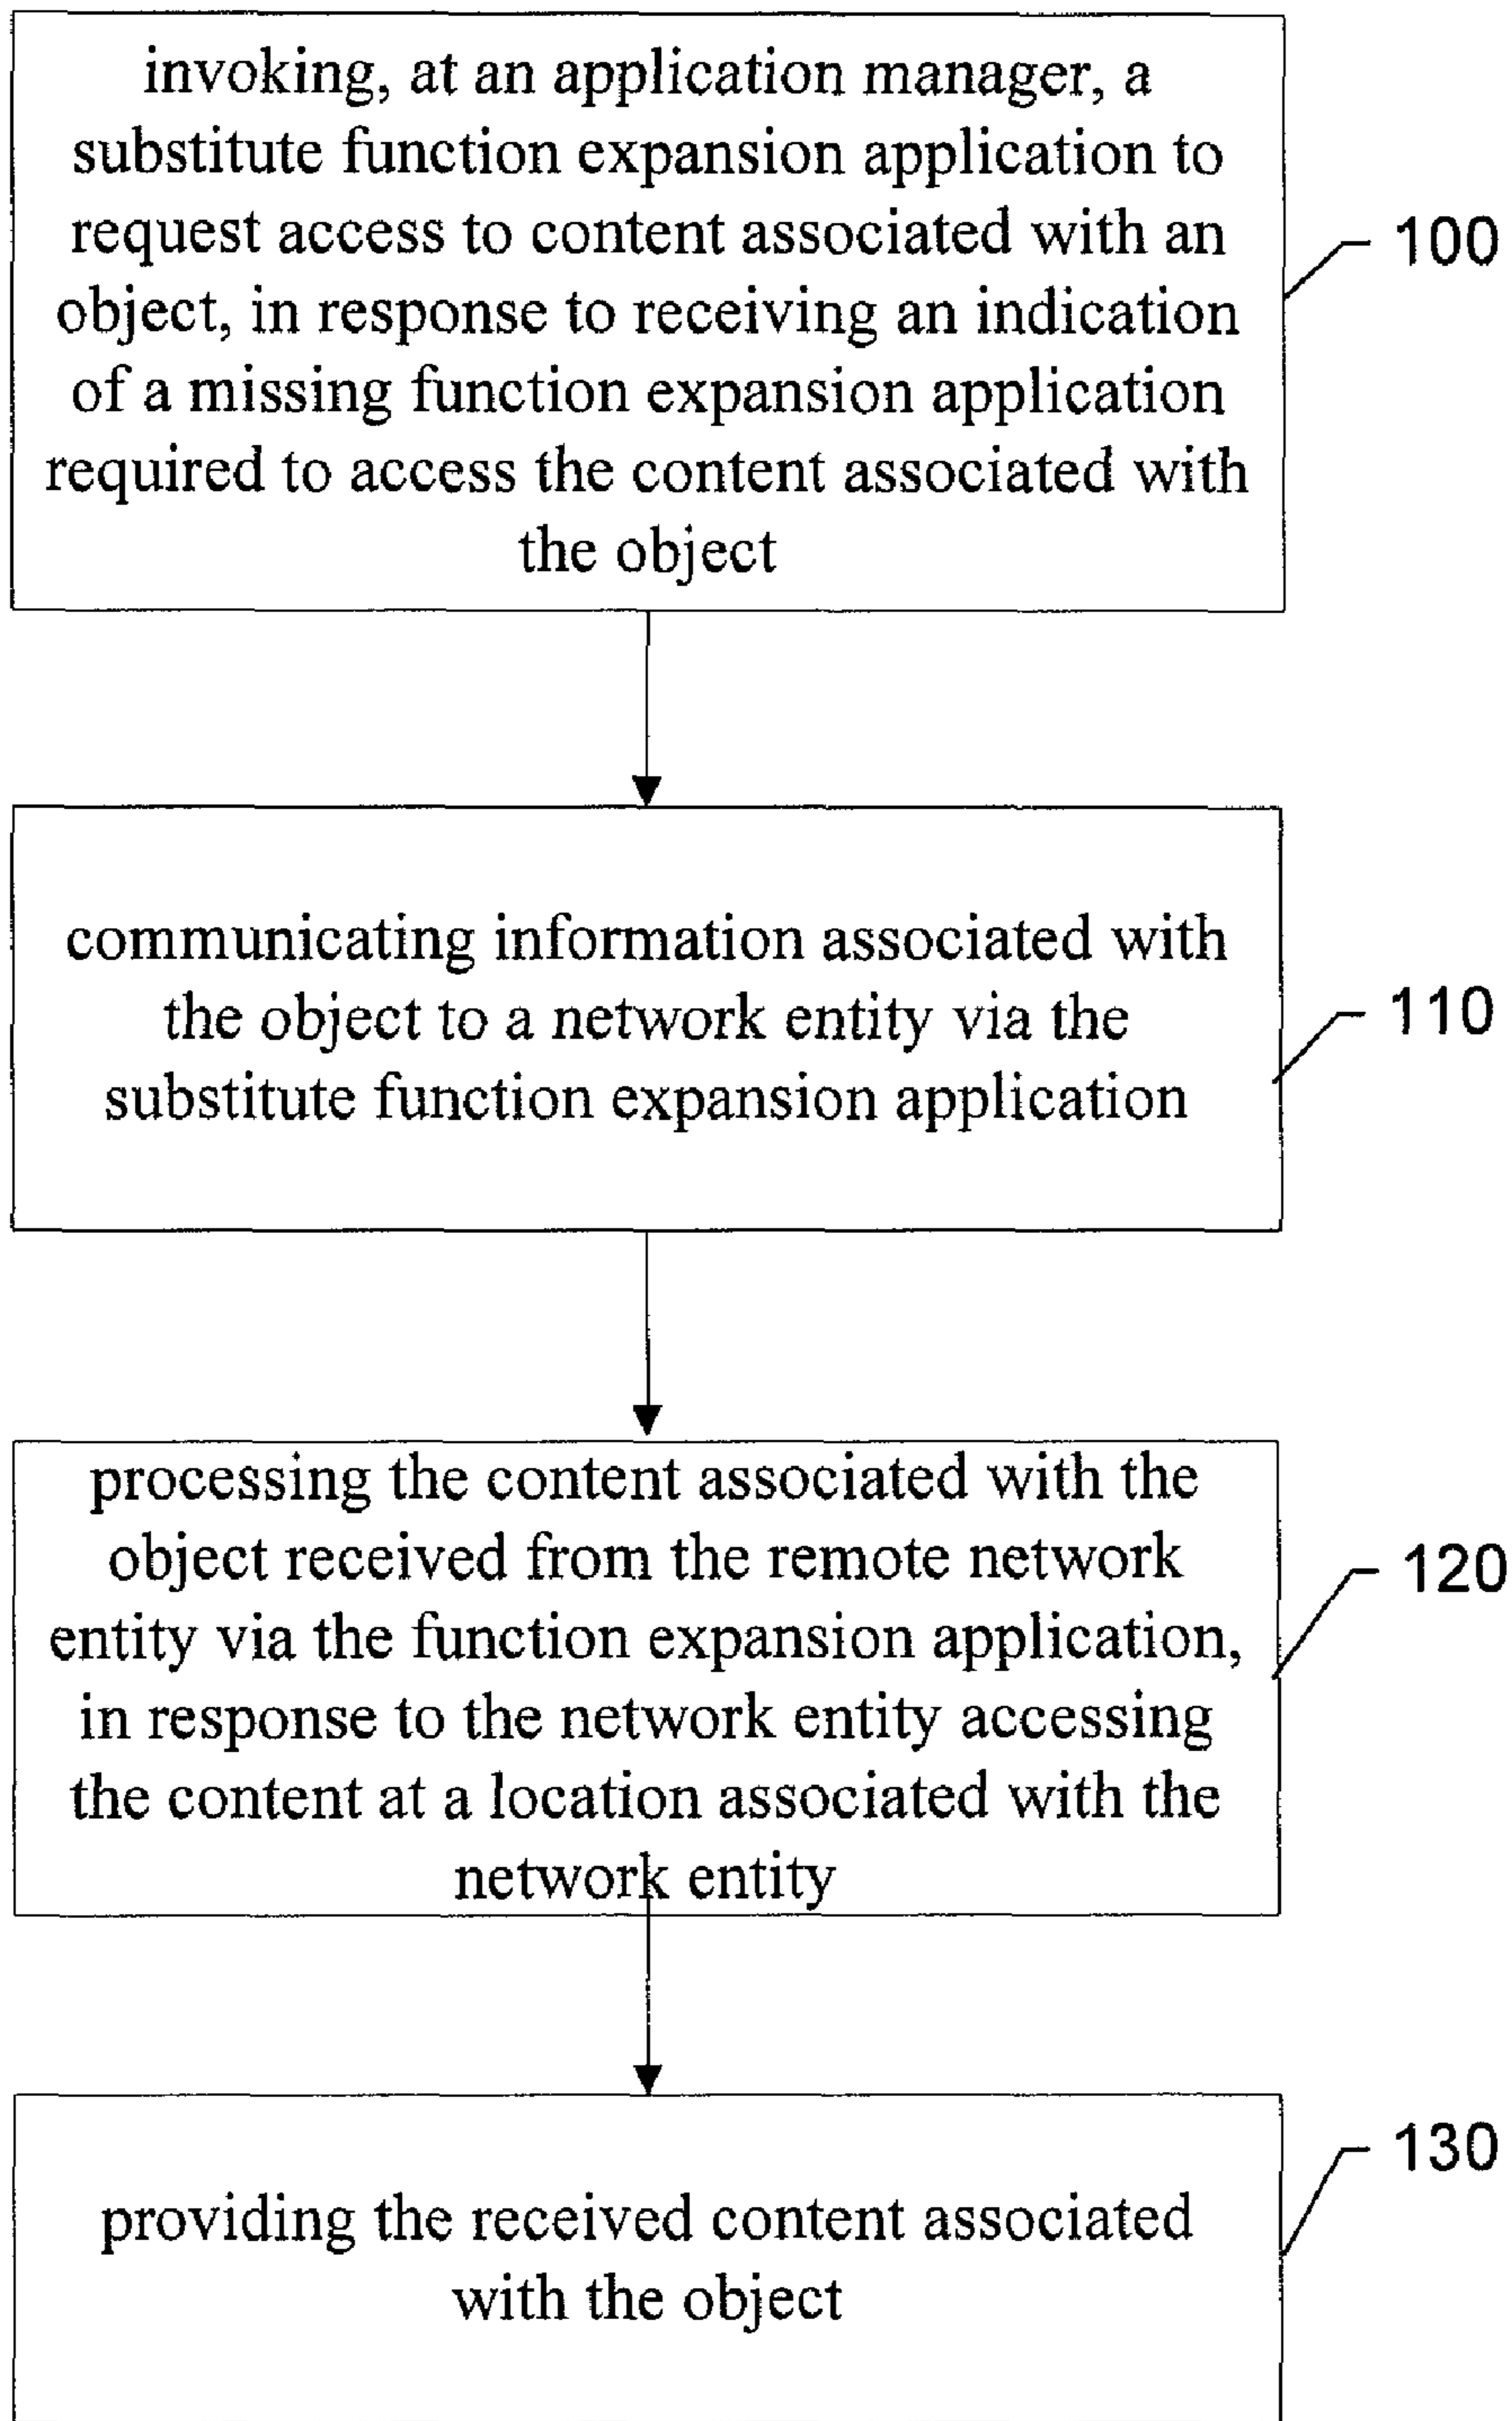 invoking, at an application manager, a
substitute function expansion application to
request access to content associated with an
object, in response to receiving an indication
of a missing function expansion application
required to access the content associated with
the object
100
communicating information associated with
the object to a network entity via the
substitute function expansion application
110
processing the content associated with the
object received from the remote network
entity via the function expansion application,
in response to the network entity accessing
the content at a location associated with the
network entity
120
providing the received content associated
with the object
130